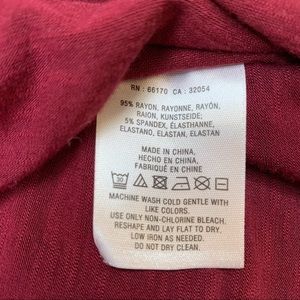 RN : 66170 CA : 32054
95% RAYON, RAYONNE, RAYÓN,
RAION, KUNSTSEIDE;
5% SPANDEX, ÉLASTHANNE,
ELASTANO, ELASTAN, ELASTAN
MADE IN CHINA,
HECHO EN CHINA,
FABRIQUÉ EN CHINE
30
MACHINE WASH COLD GENTLE WITH
LIKE COLORS.
USE ONLY NON-CHLORINE BLEACH.
RESHAPE AND LAY FLAT TO DRY.
LOW IRON AS NEEDED.
DO NOT DRY CLEAN.